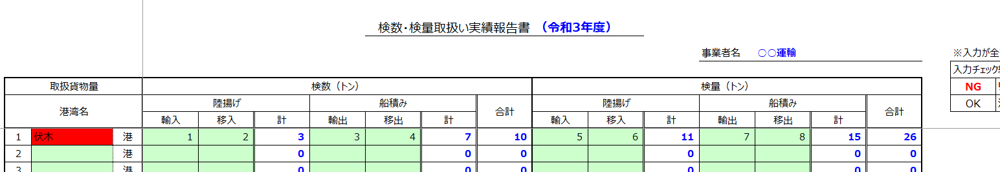 検数・検量取扱い実績報告書 （令和3年度）
事業者名 〇〇運輸
※入力が全
入力チェック
取扱貨物量 検数（トン） 検量（トン）
NG
港湾名 陸揚げ 船積み 合計 陸揚げ 船積み 合計
OK
輸入 移入 計 輸出 移出 計 輸入 移入 計 輸出 移出 計
1 伏木 港 1 2 3 3 4 7 10 5 6 11 7 8 15 26
2 港 0 0 0 0 0 0
3 港 0 0 0 0 0 0